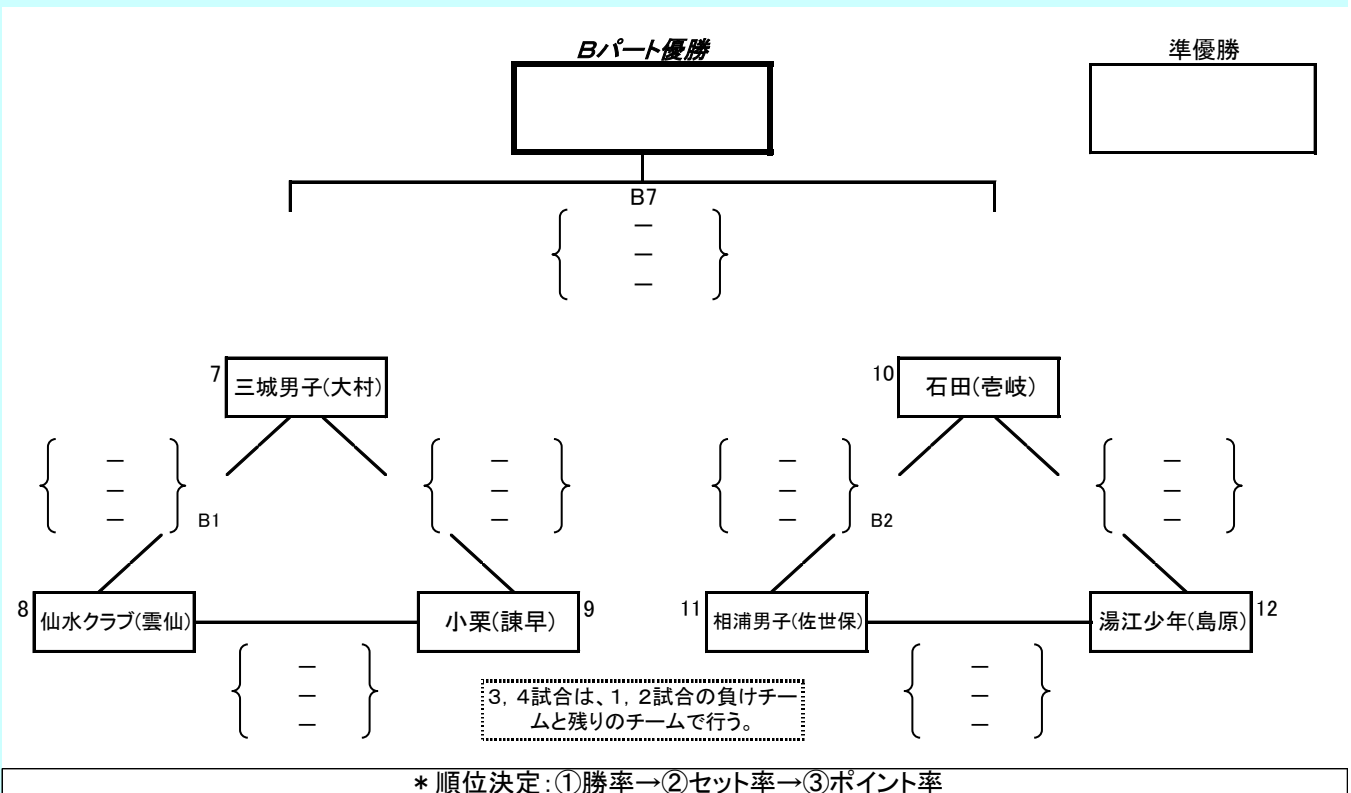 Bパート優勝
準優勝
B7
－
－
－
7
三城男子(大村)
10
石田(壱岐)
－
－
－
B1
－
－
－
－
－
－
B2
－
－
－
8
仙水クラブ(雲仙)
小栗(諫早)
9
11
相浦男子(佐世保)
湯江少年(島原)
12
－
－
－
3，4試合は、1，2試合の負けチー
ムと残りのチームで行う。
－
－
－
＊順位決定：①勝率→②セット率→③ポイント率